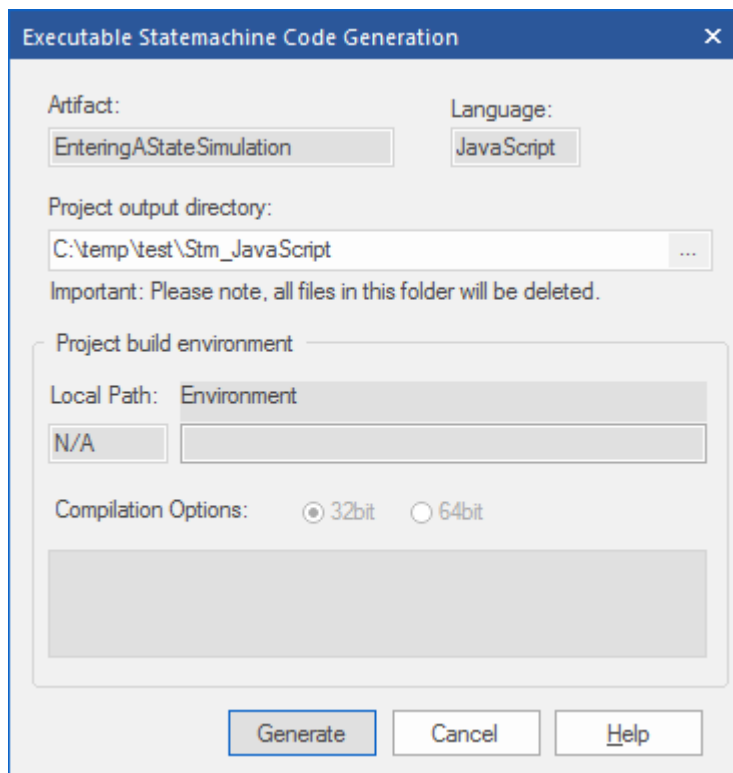 Executable Statemachine Code Generation
Artifact:
Language:
EnteringAStateSimulation
JavaScript
Project output directory:
C:\temp\test\Stm_JavaScript
...
Important: Please note, all files in this folder will be deleted.
Project build environment
Local Path:
Environment
N/A
Compilation Options:
32bit
64bit
Generate
Cancel
Help